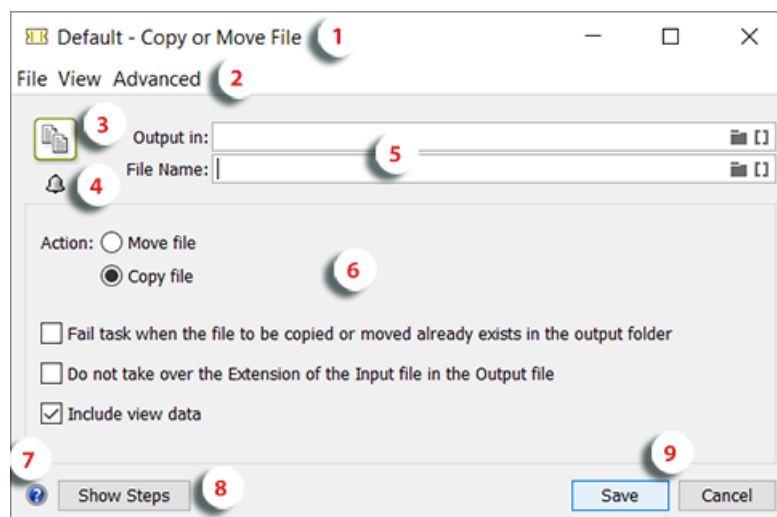 Default - Copy or Move File 1
File View Advanced 2
3
Output in:
5
File Name:
4
Action: Move file
6
Copy file
Fail task when the file to be copied or moved already exists in the output folder
Do not take over the Extension of the Input file in the Output file
Include view data
7
9
? Show Steps 8 Save Cancel